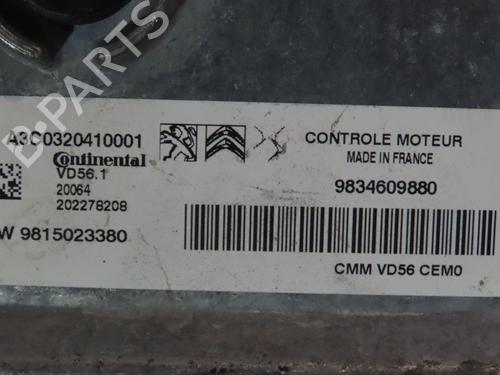 B-PARTS
A3C0320410001
Continental
VD56.1
20064
202278208
W 9815023380
CONTROLE MOTEUR
MADE IN FRANCE
9834609880
CMM VD56 CEM0